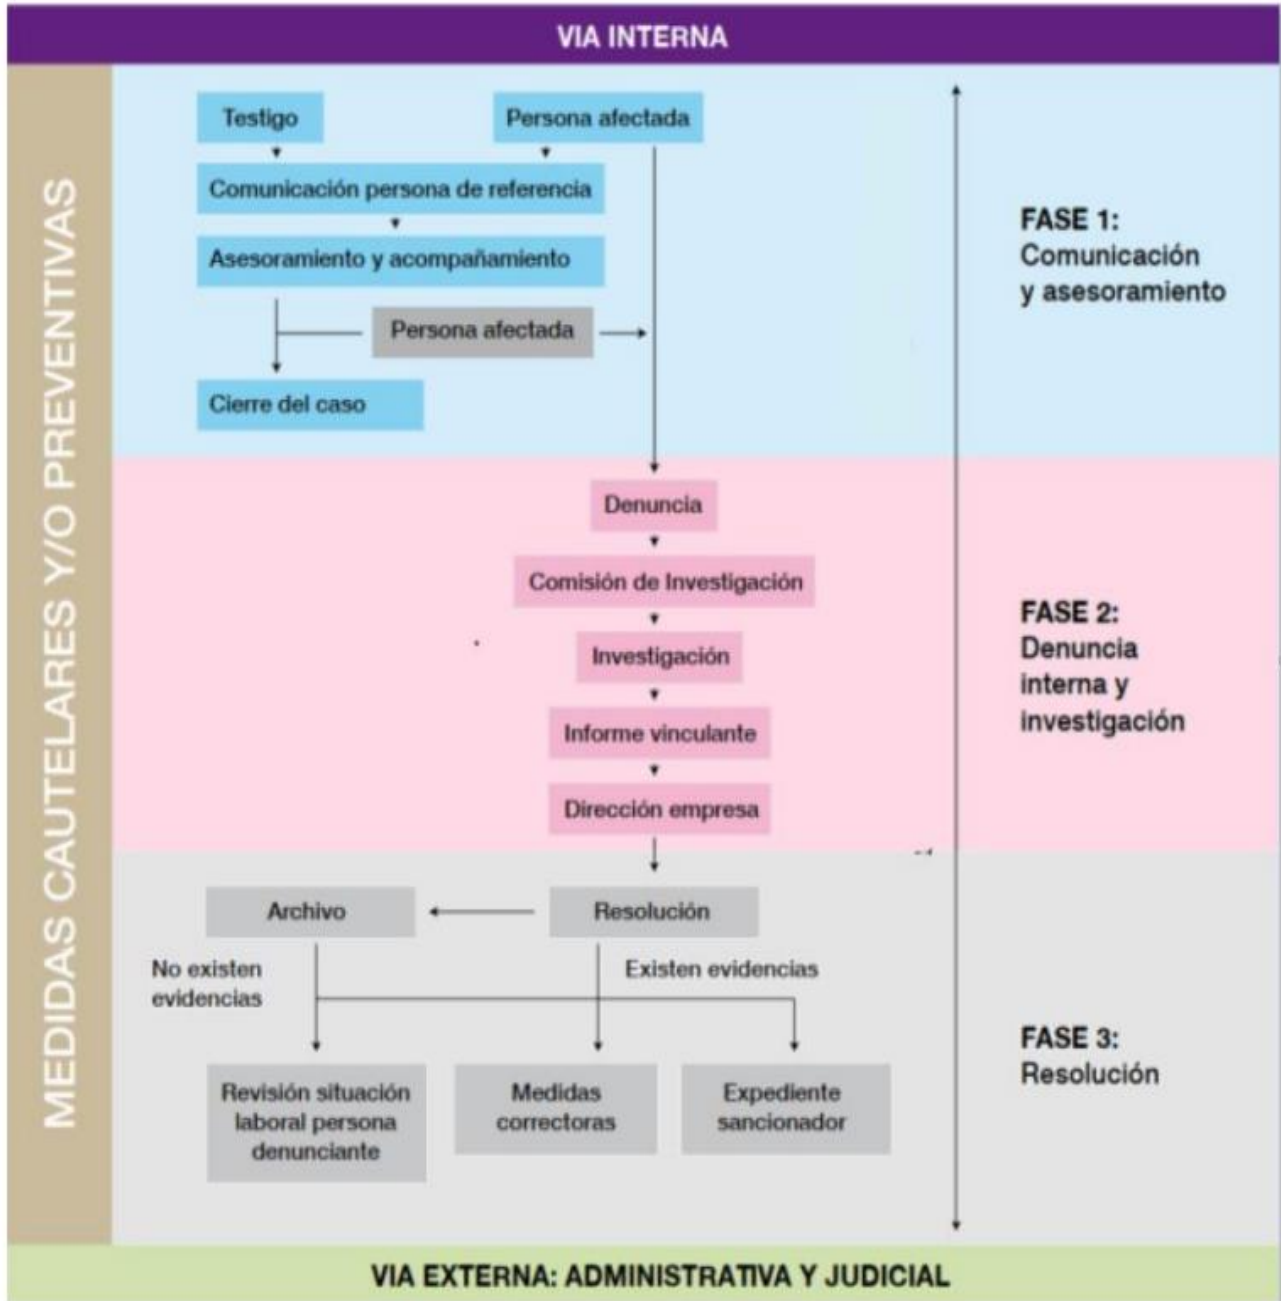 VIA INTERNA
MEDIDAS CAUTELARES Y/O PREVENTIVAS
Testigo
Persona afectada
Comunicación persona de referencia
Asesoramiento y acompañamiento
Persona afectada
Cierre del caso
FASE 1:
Comunicación
y asesoramiento
Denuncia
Comisión de Investigación
Investigación
Informe vinculante
Dirección empresa
FASE 2:
Denuncia
interna y
investigación
Archivo
Resolución
No existen
evidencias
Existen evidencias
Revisión situación
laboral persona
denunciante
Medidas
correctoras
Expediente
sancionador
FASE 3:
Resolución
VIA EXTERNA: ADMINISTRATIVA Y JUDICIAL